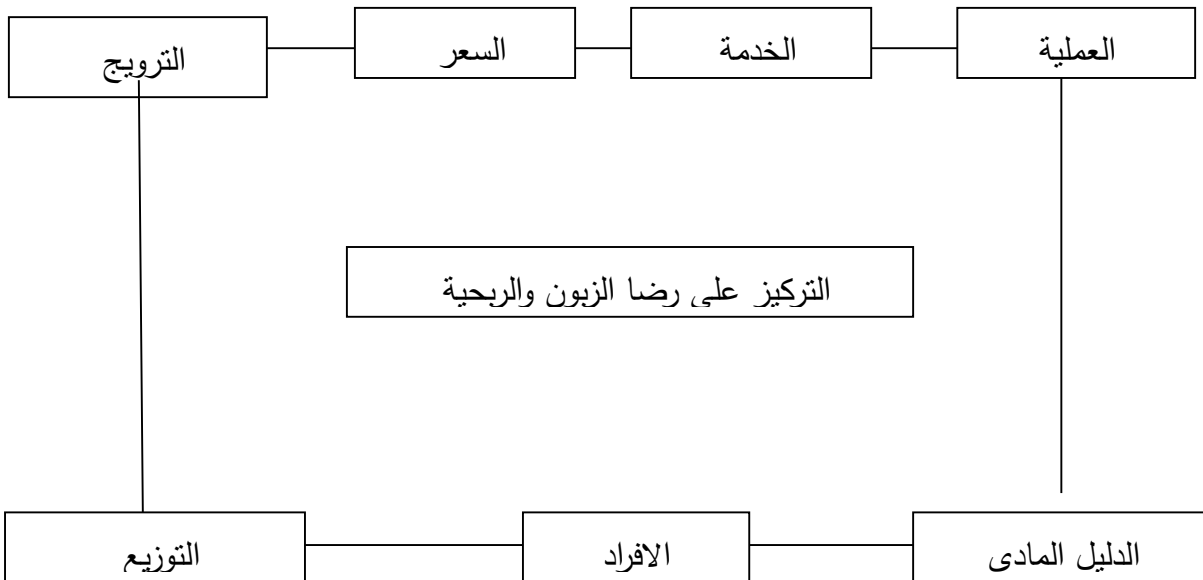 العملية
الخدمة
السعر
الترويج
التركيز على رضا الزبون والربحية
الدليل المادى
الافراد
التوزيع